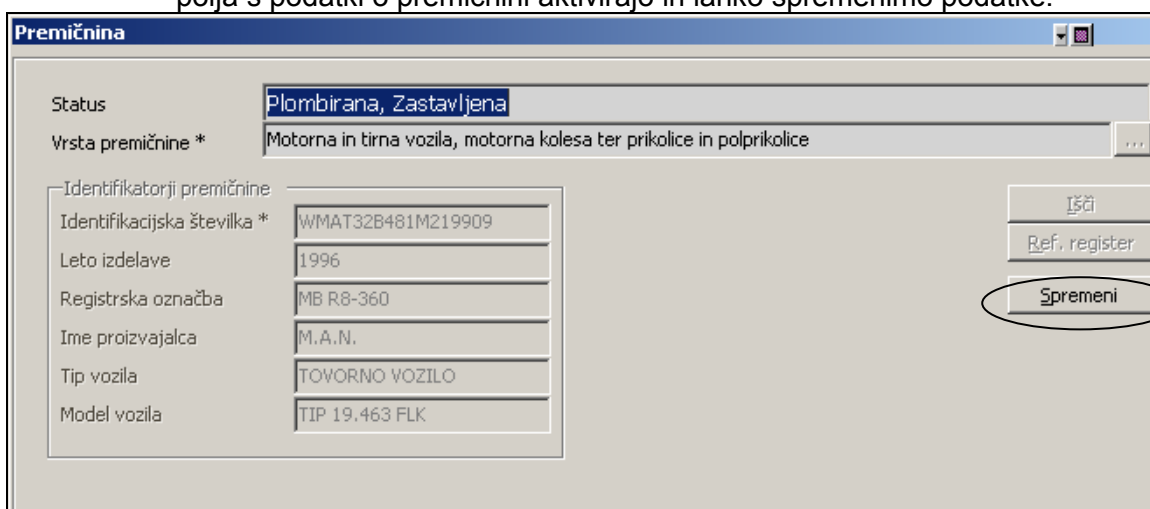 polja s podatki o premičnini aktivirajo in lahko spremenimo podatke.
Premičnina
Status Plombirana, Zastavljena
Vrsta premičnine * Motorna in tirna vozila, motorna kolesa ter prikolice in polprikolice ...
Identifikatorji premičnine
Identifikacijska številka * WMAT32B481M219909
Leto izdelave 1996
Registrska označba MB R8-360
Ime proizvajalca M.A.N.
Tip vozila TOVORNO VOZILO
Model vozila TIP 19.463 FLK
Išči
Ref. register
Spremeni